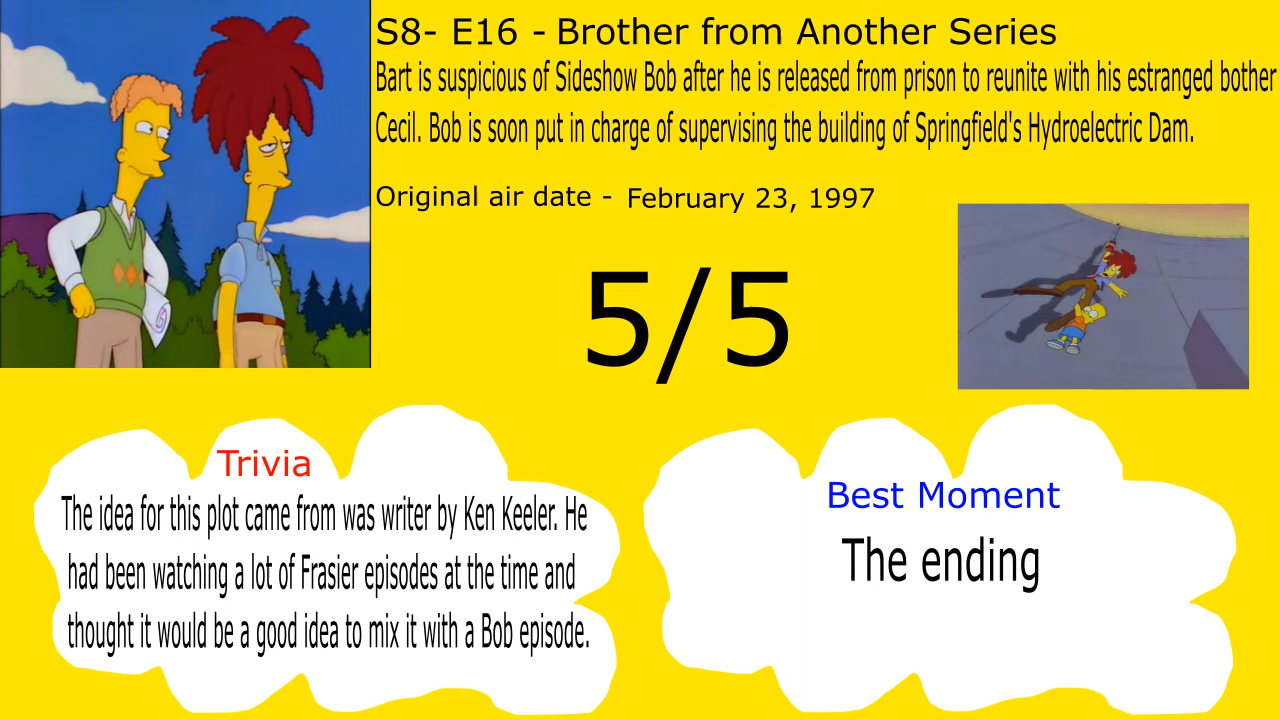 S8- E16 - Brother from Another Series
Bart is suspicious of Sideshow Bob after he is released from prison to reunite with his estranged bother
Cecil. Bob is soon put in charge of supervising the building of Springfield's Hydroelectric Dam.
Original air date - February 23, 1997
5/5
Trivia
The idea for this plot came from was writer by Ken Keeler. He
had been watching a lot of Frasier episodes at the time and
thought it would be a good idea to mix it with a Bob episode.
Best Moment
The ending